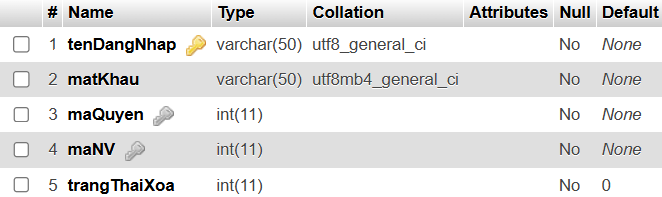 # Name Type Collation Attributes Null Default
1 tenDangNhap varchar(50) utf8_general_ci No None
2 matKhau varchar(50) utf8mb4_general_ci No None
3 maQuyen int(11) No None
4 maNV int(11) No None
5 trangThaiXoa int(11) No 0